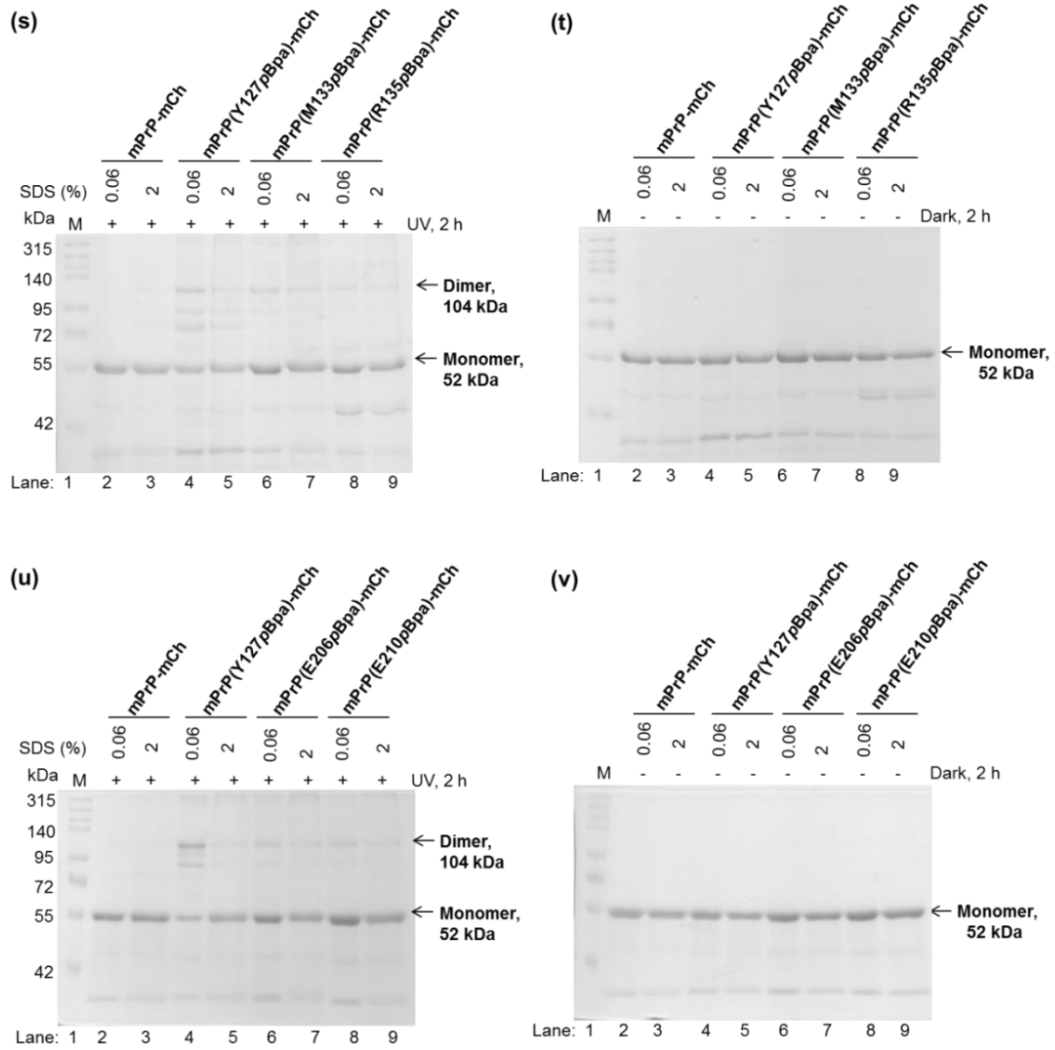 (s)
mPrP-mCh
mPrP(Y127pBpa)-mCh
mPrP(M133pBpa)-mCh
mPrP(R135pBpa)-mCh
SDS (%) 0.06 2 0.06 2 0.06 2 0.06 2
kDa M + + + + + + + + UV, 2 h
315
140
95
72
55
42
Dimer,
104 kDa
Monomer,
52 kDa
Lane: 1 2 3 4 5 6 7 8 9
(t)
mPrP-mCh
mPrP(Y127pBpa)-mCh
mPrP(M133pBpa)-mCh
mPrP(R135pBpa)-mCh
0.06 2 0.06 2 0.06 2 0.06 2
M - - - - - - - - Dark, 2 h
Monomer,
52 kDa
Lane: 1 2 3 4 5 6 7 8 9
(u)
mPrP-mCh
mPrP(Y127pBpa)-mCh
mPrP(E206pBpa)-mCh
mPrP(E210pBpa)-mCh
SDS (%) 0.06 2 0.06 2 0.06 2 0.06 2
kDa M + + + + + + + + UV, 2 h
315
140
95
72
55
42
Dimer,
104 kDa
Monomer,
52 kDa
Lane: 1 2 3 4 5 6 7 8 9
(v)
mPrP-mCh
mPrP(Y127pBpa)-mCh
mPrP(E206pBpa)-mCh
mPrP(E210pBpa)-mCh
0.06 2 0.06 2 0.06 2 0.06 2
M - - - - - - - - Dark, 2 h
Monomer,
52 kDa
Lane: 1 2 3 4 5 6 7 8 9